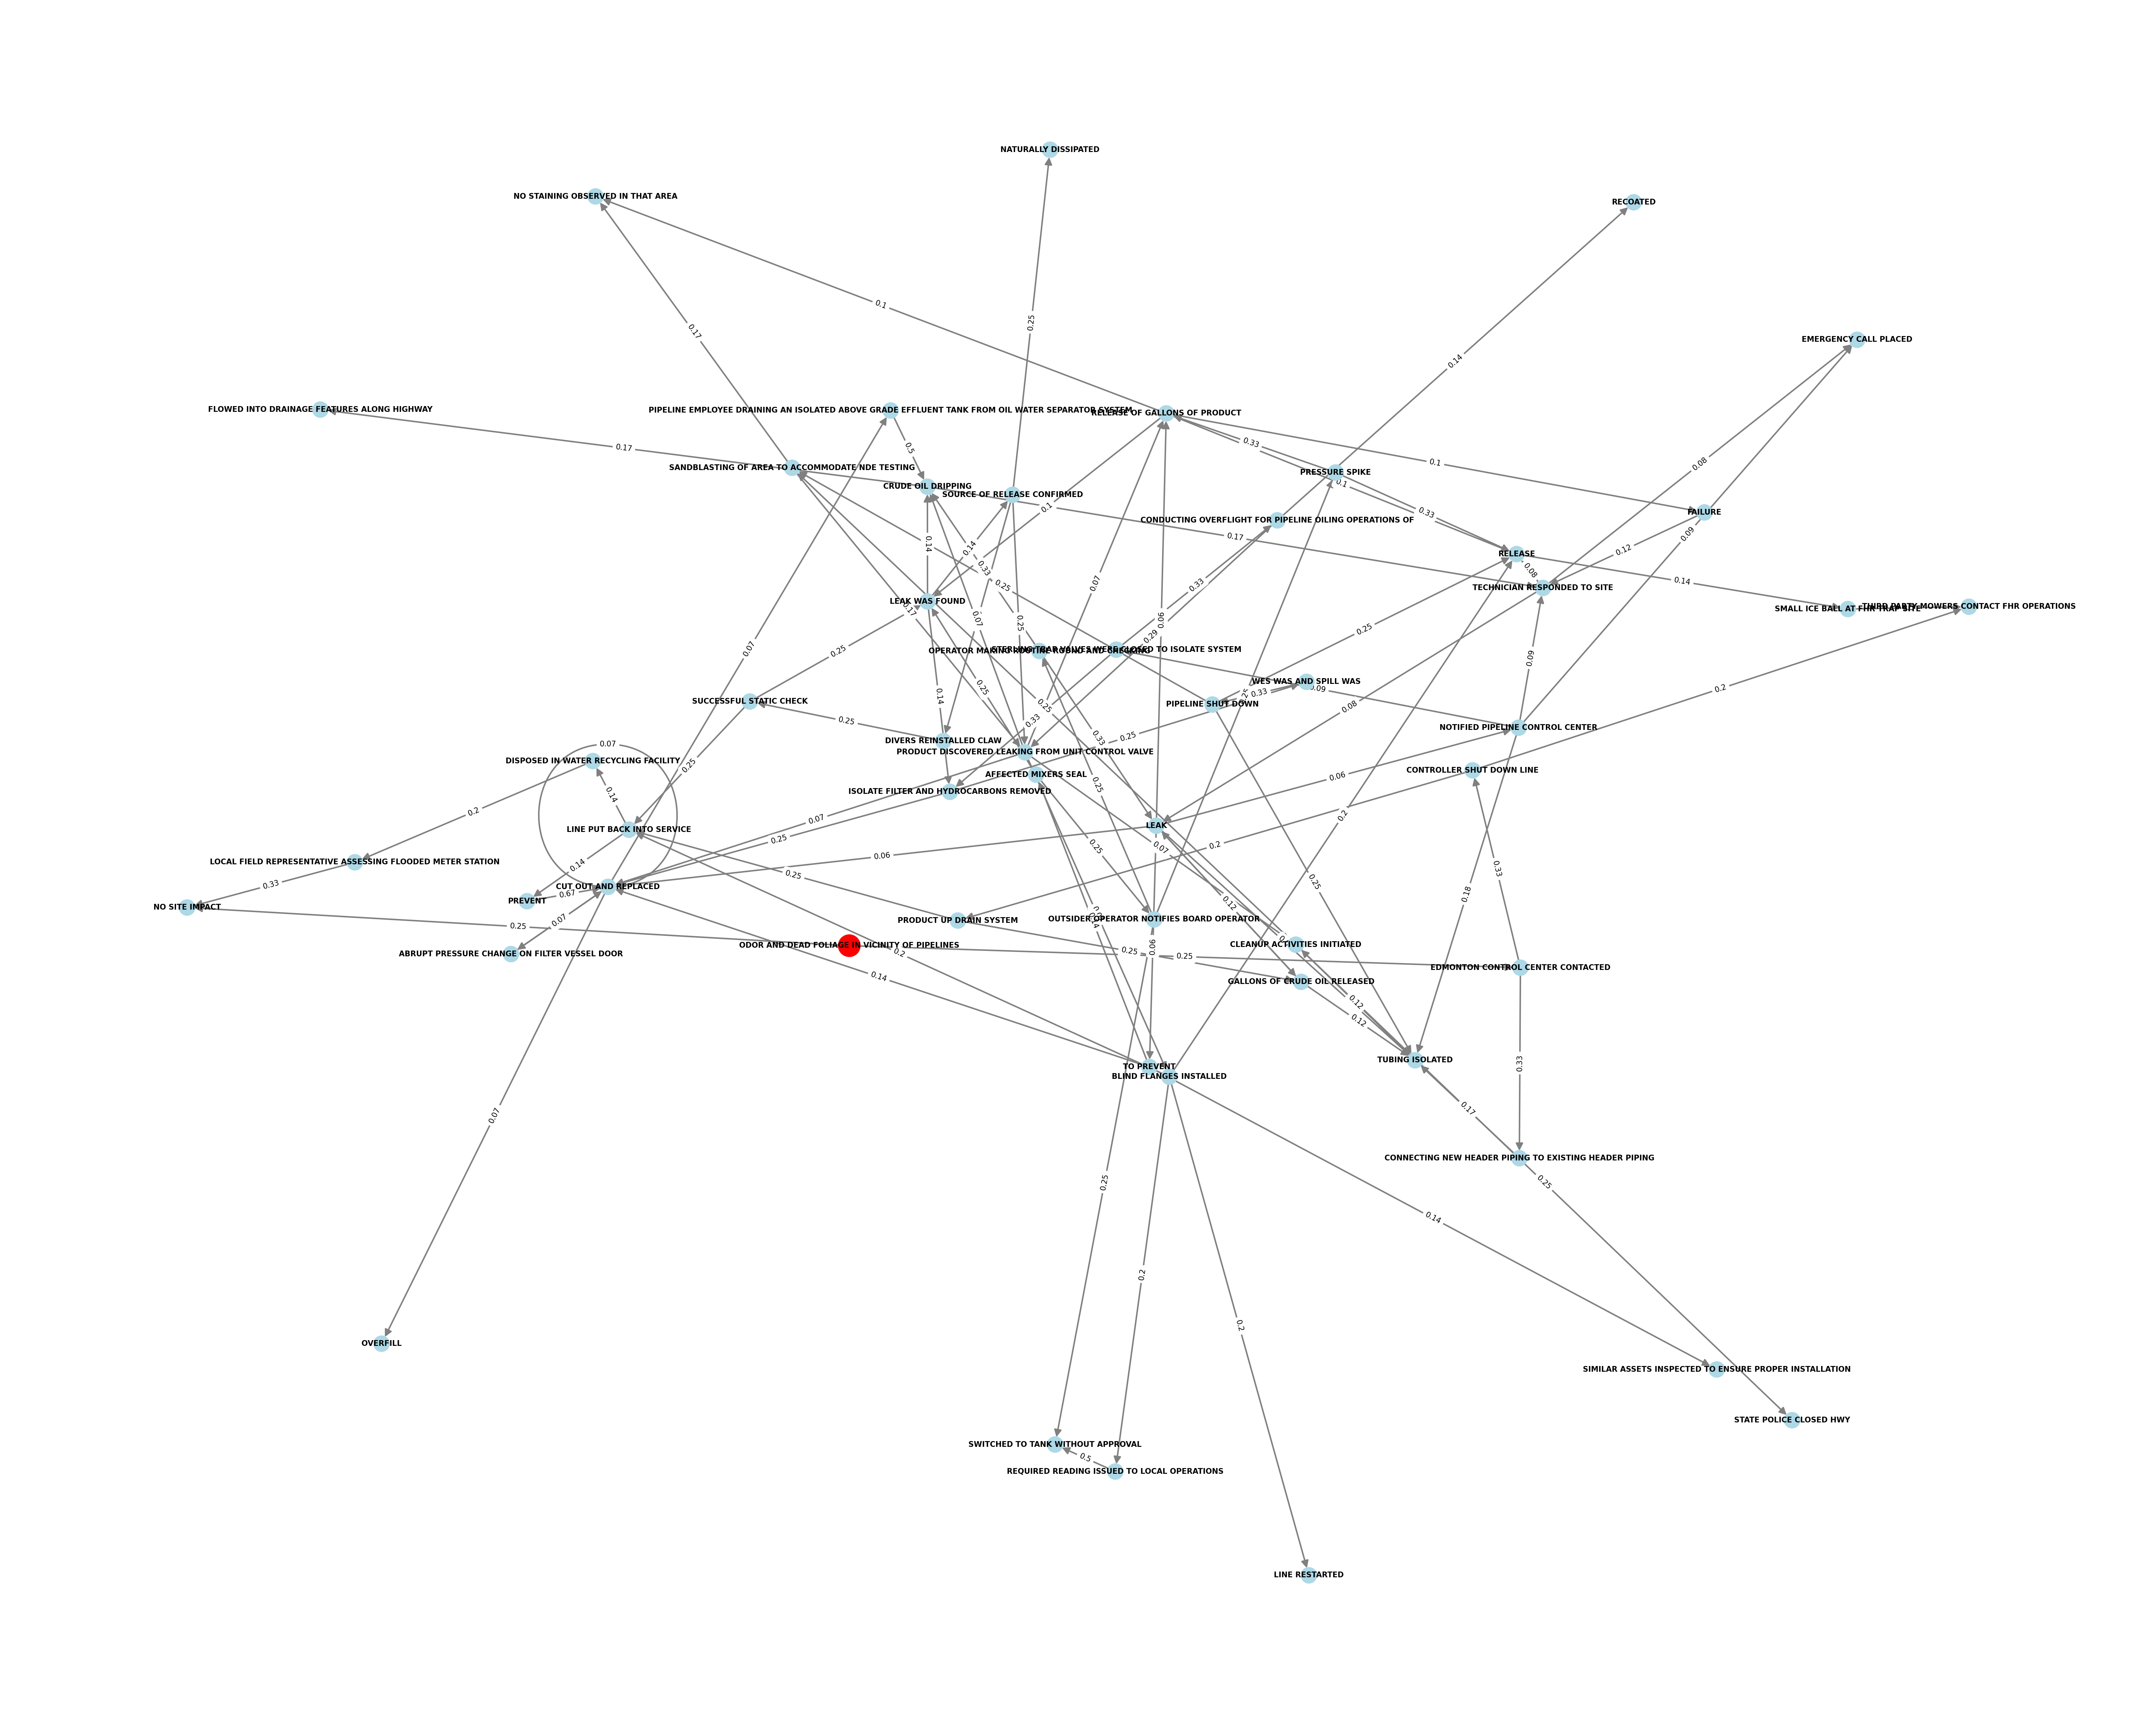 NATURALLY DISSIPATED
NO STAINING OBSERVED IN THAT AREA
RECOATED
0.25
0.1
0.17
EMERGENCY CALL PLACED
0.14
FLOWED INTO DRAINAGE FEATURES ALONG HIGHWAY
PIPELINE EMPLOYEE DRAINING AN ISOLATED ABOVE GRADE EFFLUENT TANK FROM OIL WATER SEPARATOR SYSTEM
RELEASE OF GALLONS OF PRODUCT
0.17
0.5
0.33
0.1
0.08
SANDBLASTING OF AREA TO ACCOMMODATE NDE TESTING
PRESSURE SPIKE
0.1
CRUDE OIL DRIPPING
SOURCE OF RELEASE CONFIRMED
0.1
0.33
FAILURE
CONDUCTING OVERFLIGHT FOR PIPELINE OILING OPERATIONS OF
0.17
0.09
0.14
0.14
0.12
RELEASE
0.33
0.08
0.25
0.07
0.33
0.14
TECHNICIAN RESPONDED TO SITE
LEAK WAS FOUND
0.17
0.07
0.25
0.06
SMALL ICE BALL AT FHR TRAP SITE
THIRD PARTY MOWERS CONTACT FHR OPERATIONS
0.29
0.25
0.07
0.25
OPERATOR MAKING ROUTINE ROUND AND CHECKING
STERLING TRAP VALVES WERE CLOSED TO ISOLATE SYSTEM
0.09
WES WAS AND SPILL WAS
0.25
0.14
0.33
0.09
0.2
SUCCESSFUL STATIC CHECK
PIPELINE SHUT DOWN
0.25
0.08
0.25
0.33
NOTIFIED PIPELINE CONTROL CENTER
0.25
0.33
0.25
DIVERS REINSTALLED CLAW
0.07
PRODUCT DISCOVERED LEAKING FROM UNIT CONTROL VALVE
DISPOSED IN WATER RECYCLING FACILITY
0.25
CONTROLLER SHUT DOWN LINE
AFFECTED MIXERS SEAL
0.06
0.25
ISOLATE FILTER AND HYDROCARBONS REMOVED
0.14
0.2
0.07
0.2
LEAK
LINE PUT BACK INTO SERVICE
0.25
0.25
0.2
0.07
0.06
LOCAL FIELD REPRESENTATIVE ASSESSING FLOODED METER STATION
0.14
0.33
0.25
0.25
0.33
CUT OUT AND REPLACED
0.67
PREVENT
0.18
0.12
NO SITE IMPACT
0.07
0.14
PRODUCT UP DRAIN SYSTEM
OUTSIDER OPERATOR NOTIFIES BOARD OPERATOR
0.25
ODOR AND DEAD FOLIAGE IN VICINITY OF PIPELINES
CLEANUP ACTIVITIES INITIATED
0.06
0.2
0.25
0.25
ABRUPT PRESSURE CHANGE ON FILTER VESSEL DOOR
EDMONTON CONTROL CENTER CONTACTED
0.14
GALLONS OF CRUDE OIL RELEASED
0.12
0.12
TUBING ISOLATED
0.33
TO PREVENT
BLIND FLANGES INSTALLED
0.17
0.07
CONNECTING NEW HEADER PIPING TO EXISTING HEADER PIPING
0.25
0.25
0.14
0.2
0.2
OVERFILL
SIMILAR ASSETS INSPECTED TO ENSURE PROPER INSTALLATION
STATE POLICE CLOSED HWY
SWITCHED TO TANK WITHOUT APPROVAL
0.5
REQUIRED READING ISSUED TO LOCAL OPERATIONS
LINE RESTARTED